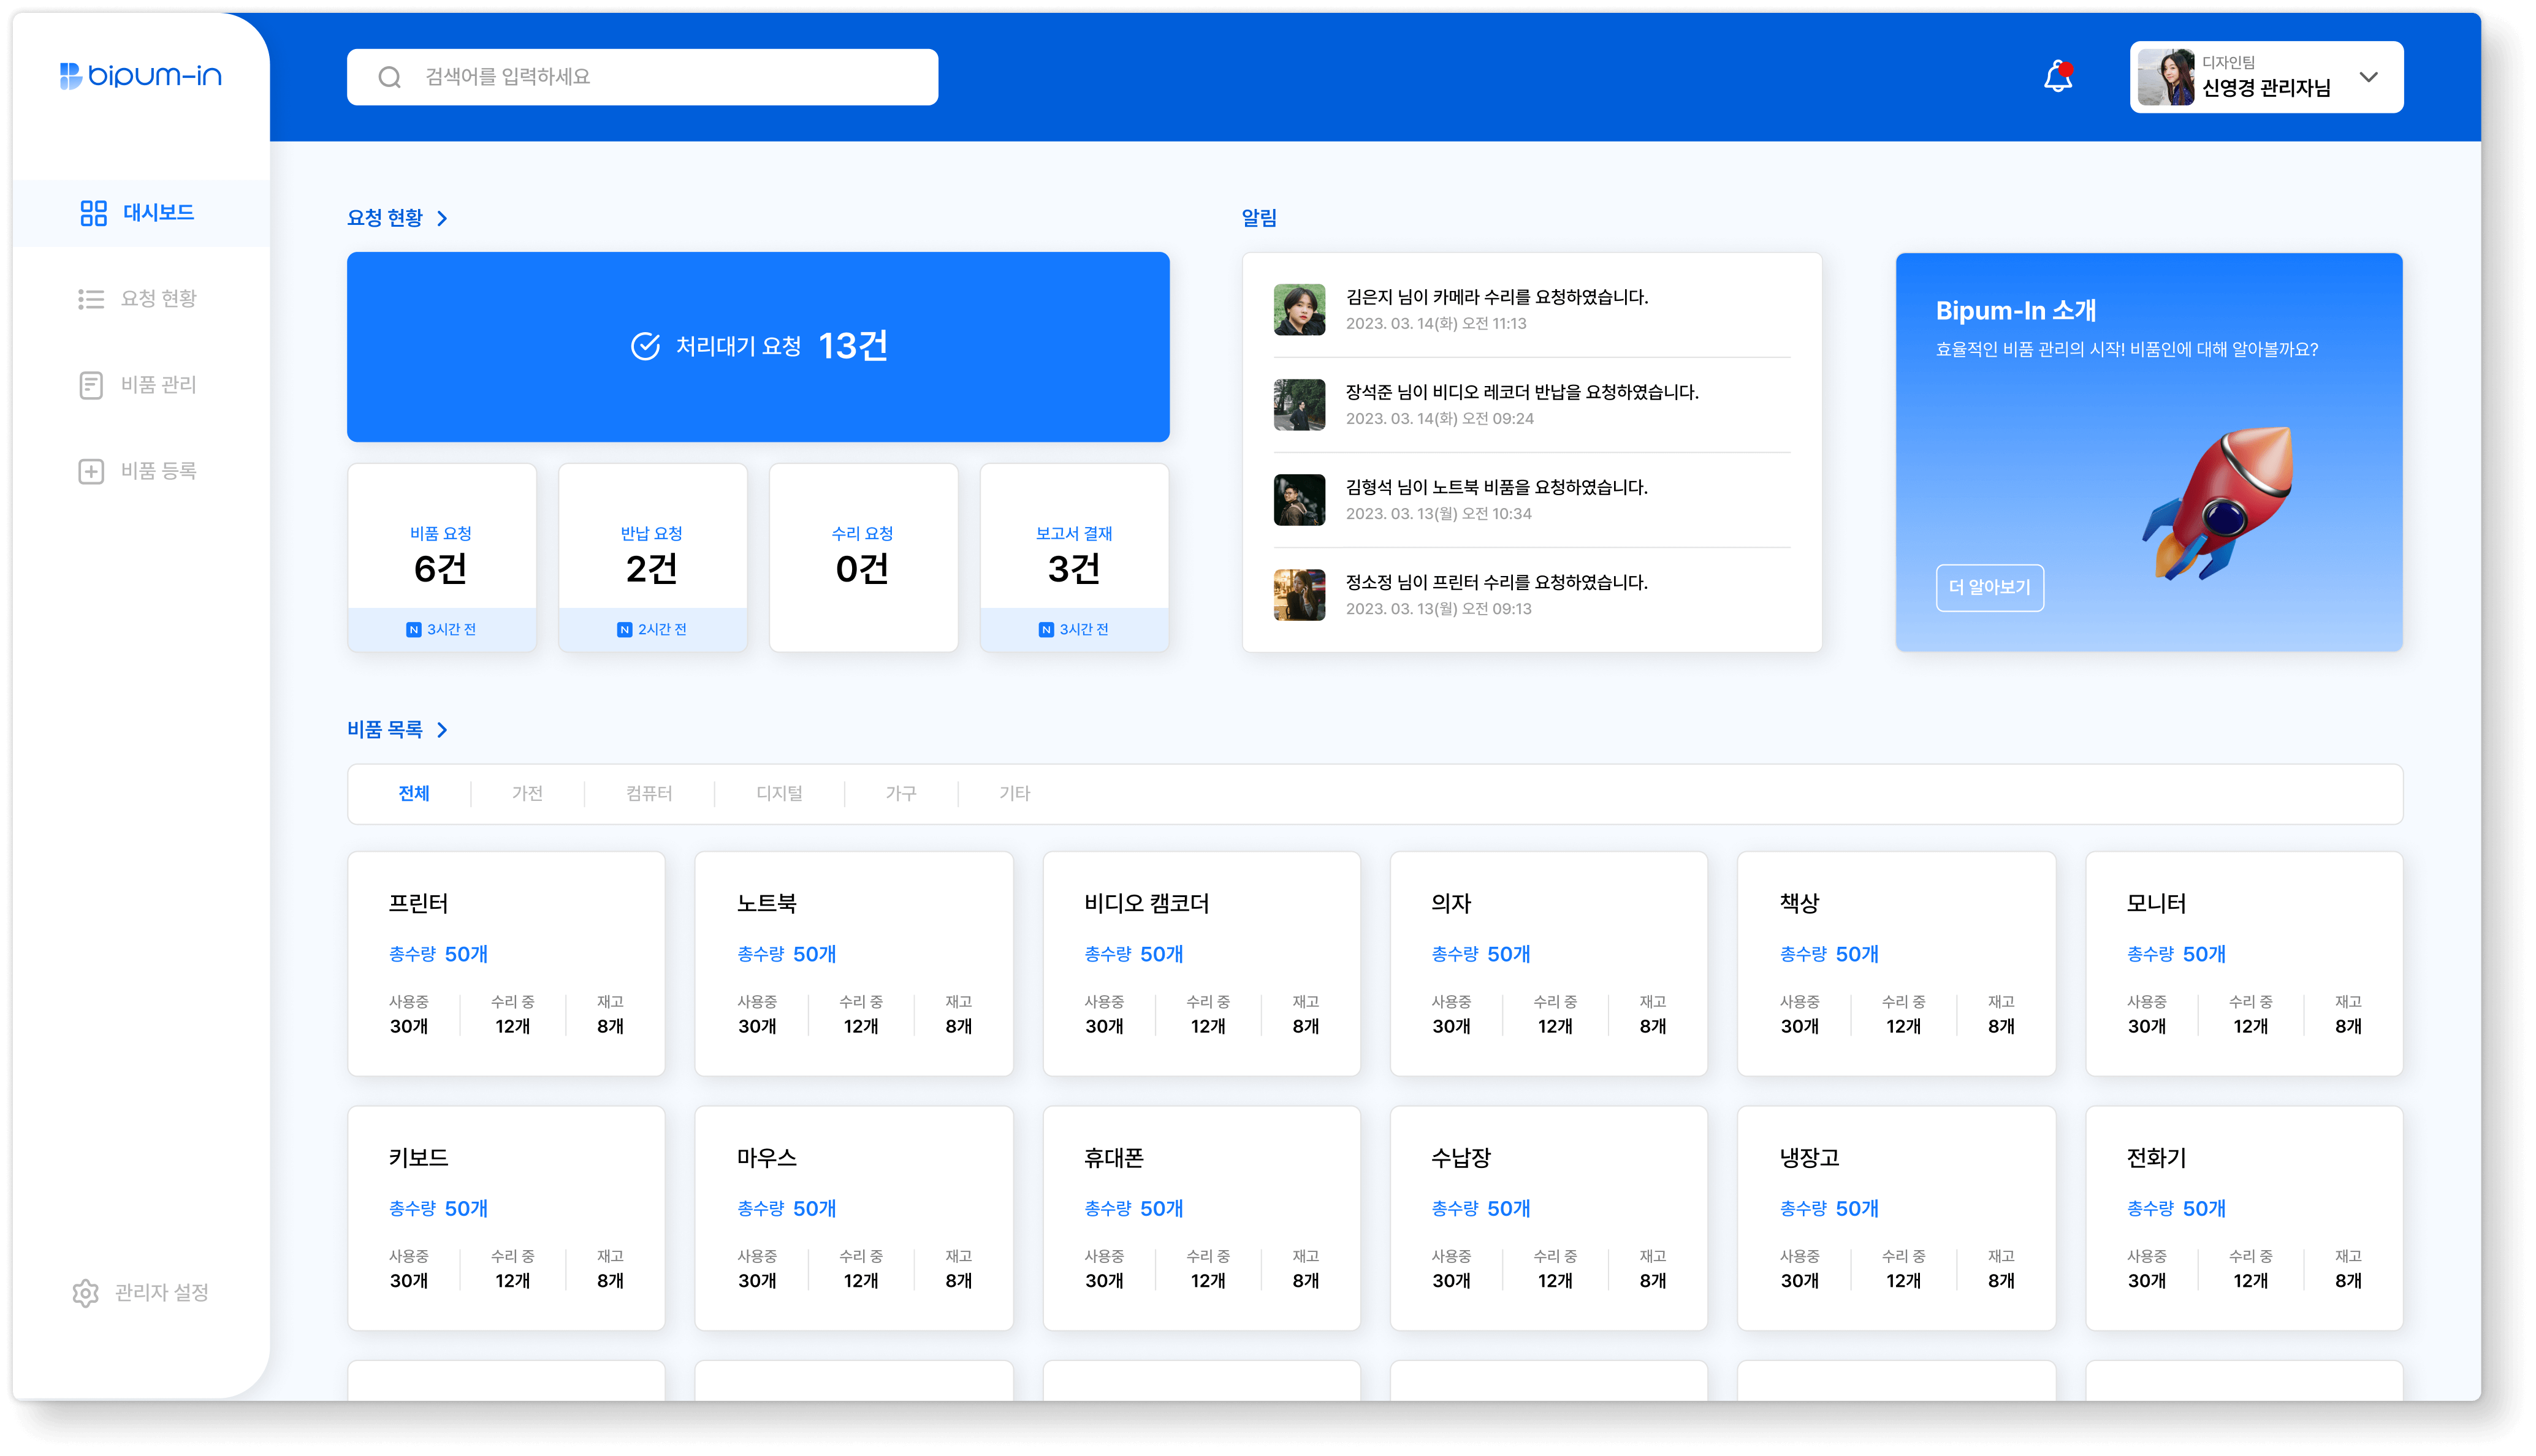 bipum-in
검색어를 입력하세요
디자인팀
신영경 관리자님
대시보드
요청 현황
비품 관리
비품 등록
관리자 설정
요청 현황
처리대기 요청 13건
비품 요청
6건
N 3시간 전
반납 요청
2건
N 2시간 전
수리 요청
0건
보고서 결재
3건
N 3시간 전
알림
김은지 님이 카메라 수리를 요청하였습니다.
2023. 03. 14(화) 오전 11:13
장석준 님이 비디오 레코더 반납을 요청하였습니다.
2023. 03. 14(화) 오전 09:24
김형석 님이 노트북 비품을 요청하였습니다.
2023. 03. 13(월) 오전 10:34
정소정 님이 프린터 수리를 요청하였습니다.
2023. 03. 13(월) 오전 09:13
Bipum-In 소개
효율적인 비품 관리의 시작! 비품인에 대해 알아볼까요?
더 알아보기
비품 목록
전체 가전 컴퓨터 디지털 가구 기타
프린터
총수량 50개
사용중 수리 중 재고
30개 12개 8개
노트북
총수량 50개
사용중 수리 중 재고
30개 12개 8개
비디오 캠코더
총수량 50개
사용중 수리 중 재고
30개 12개 8개
의자
총수량 50개
사용중 수리 중 재고
30개 12개 8개
책상
총수량 50개
사용중 수리 중 재고
30개 12개 8개
모니터
총수량 50개
사용중 수리 중 재고
30개 12개 8개
키보드
총수량 50개
사용중 수리 중 재고
30개 12개 8개
마우스
총수량 50개
사용중 수리 중 재고
30개 12개 8개
휴대폰
총수량 50개
사용중 수리 중 재고
30개 12개 8개
수납장
총수량 50개
사용중 수리 중 재고
30개 12개 8개
냉장고
총수량 50개
사용중 수리 중 재고
30개 12개 8개
전화기
총수량 50개
사용중 수리 중 재고
30개 12개 8개